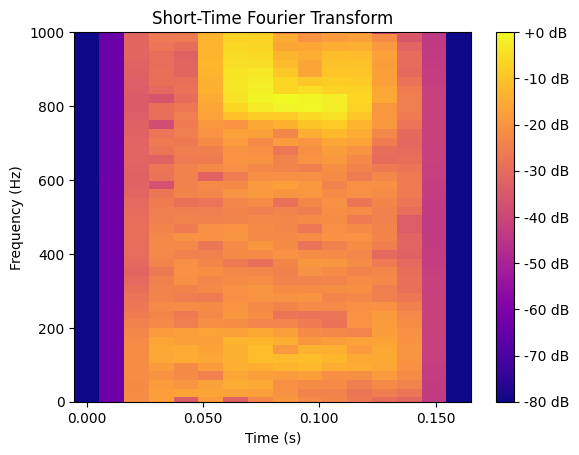 Short-Time Fourier Transform
Frequency (Hz)
1000
800
600
400
200
0
0.000
0.050
0.100
0.150
Time (s)
+0 dB
-10 dB
-20 dB
-30 dB
-40 dB
-50 dB
-60 dB
-70 dB
-80 dB